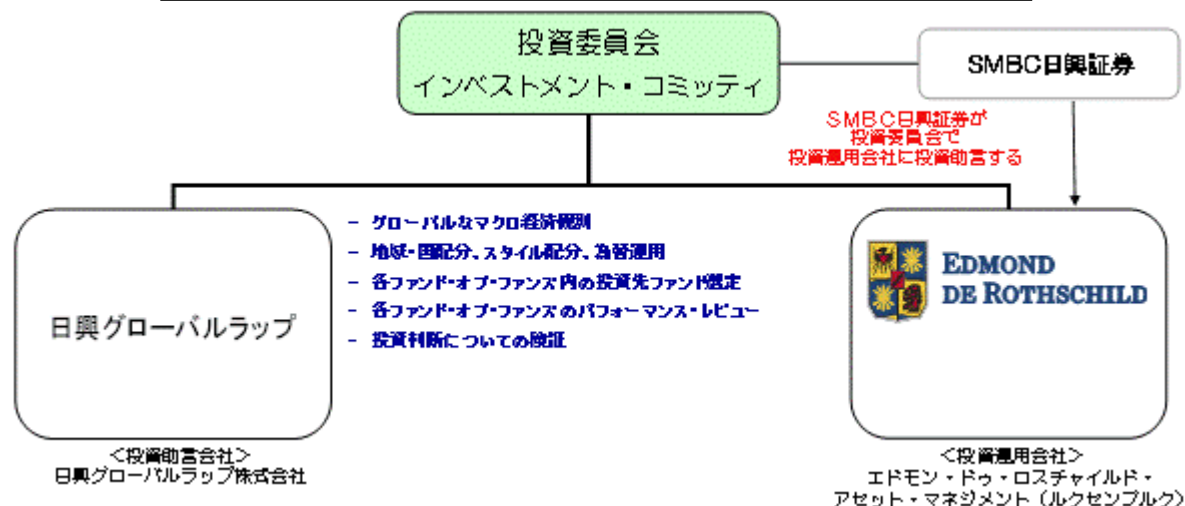 投資委員会
インベストメント・コミッティ
SMBC日興証券
SMBC日興証券が
投資委員会で
投資運用会社に投資助言する
- グローバルなマクロ経済観測
- 地域・国配分、スタイル配分、為替運用
- 各ファンド・オブ・ファンズ内の投資先ファンド選定
- 各ファンド・オブ・ファンズのパフォーマンス・レビュー
- 投資判断についての検証
日興グローバルラップ
EDMOND
DE ROTHSCHILD
<投資助言会社>
日興グローバルラップ株式会社
<投資運用会社>
エドモン・ドゥ・ロスチャイルド・
アセット・マネジメント（ルクセンブルク）